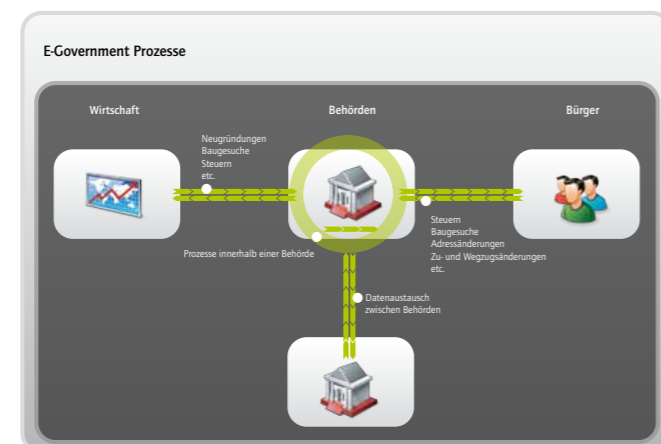 E-Government Prozesse
Wirtschaft
Behörden
Bürger
Neugründungen
Baugesuche
Steuern
etc.
Steuern
Baugesuche
Adressänderungen
Zu- und Wegzugsänderungen
etc.
Prozesse innerhalb einer Behörde
Datenaustausch
zwischen Behörden